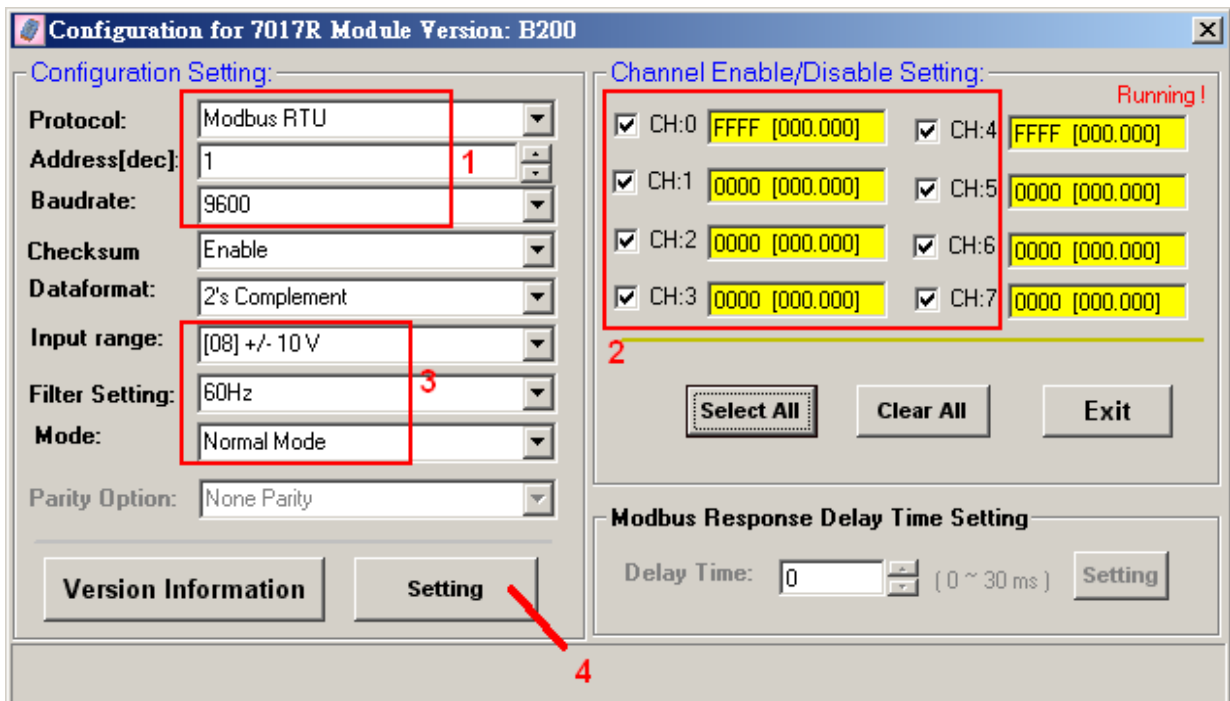 Configuration for 7017R Module Version: B200
Configuration Setting:
Protocol: Modbus RTU
Address[dec]: 1
1
Baudrate: 9600
Checksum Enable
Dataformat: 2's Complement
Input range: [08] +/- 10 V
Filter Setting: 60Hz
3
Mode: Normal Mode
Parity Option: None Parity
Version Information
Setting
4
Channel Enable/Disable Setting:
Running !
CH:0 FFFF [000.000] CH:4 FFFF [000.000]
CH:1 0000 [000.000] CH:5 0000 [000.000]
CH:2 0000 [000.000] CH:6 0000 [000.000]
CH:3 0000 [000.000] CH:7 0000 [000.000]
2
Select All
Clear All
Exit
Modbus Response Delay Time Setting
Delay Time: 0 ( 0 ~ 30 ms ) Setting